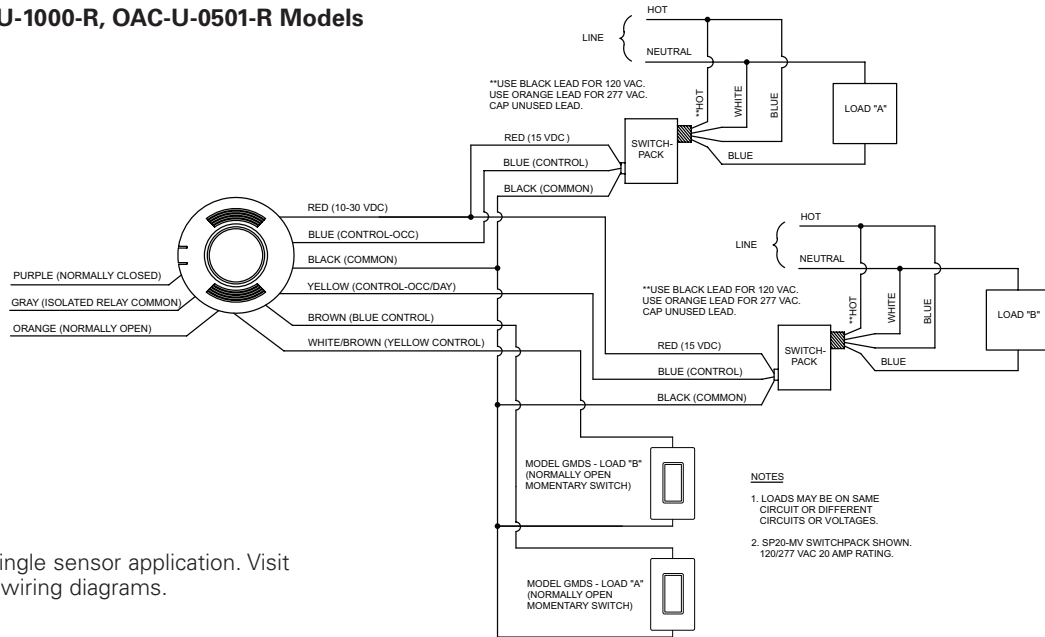 U-1000-R, OAC-U-0501-R Models
HOT
LINE
NEUTRAL
**USE BLACK LEAD FOR 120 VAC.
USE ORANGE LEAD FOR 277 VAC.
CAP UNUSED LEAD.
**HOT
WHITE
BLUE
LOAD "A"
RED (15 VDC )
SWITCH-
PACK
BLUE
BLUE (CONTROL)
BLACK (COMMON)
RED (10-30 VDC)
BLUE (CONTROL-OCC)
BLACK (COMMON)
YELLOW (CONTROL-OCC/DAY)
BROWN (BLUE CONTROL)
WHITE/BROWN (YELLOW CONTROL)
PURPLE (NORMALLY CLOSED)
GRAY (ISOLATED RELAY COMMON)
ORANGE (NORMALLY OPEN)
HOT
LINE
NEUTRAL
**USE BLACK LEAD FOR 120 VAC.
USE ORANGE LEAD FOR 277 VAC.
CAP UNUSED LEAD.
**HOT
WHITE
BLUE
LOAD "B"
RED (15 VDC)
SWITCH-
PACK
BLUE
BLUE (CONTROL)
BLACK (COMMON)
MODEL GMDS - LOAD "B"
(NORMALLY OPEN
MOMENTARY SWITCH)
NOTES
1. LOADS MAY BE ON SAME
CIRCUIT OR DIFFERENT
CIRCUITS OR VOLTAGES.
2. SP20-MV SWITCHPACK SHOWN.
120/277 VAC 20 AMP RATING.
ingle sensor application. Visit
wiring diagrams.
MODEL GMDS - LOAD "A"
(NORMALLY OPEN
MOMENTARY SWITCH)